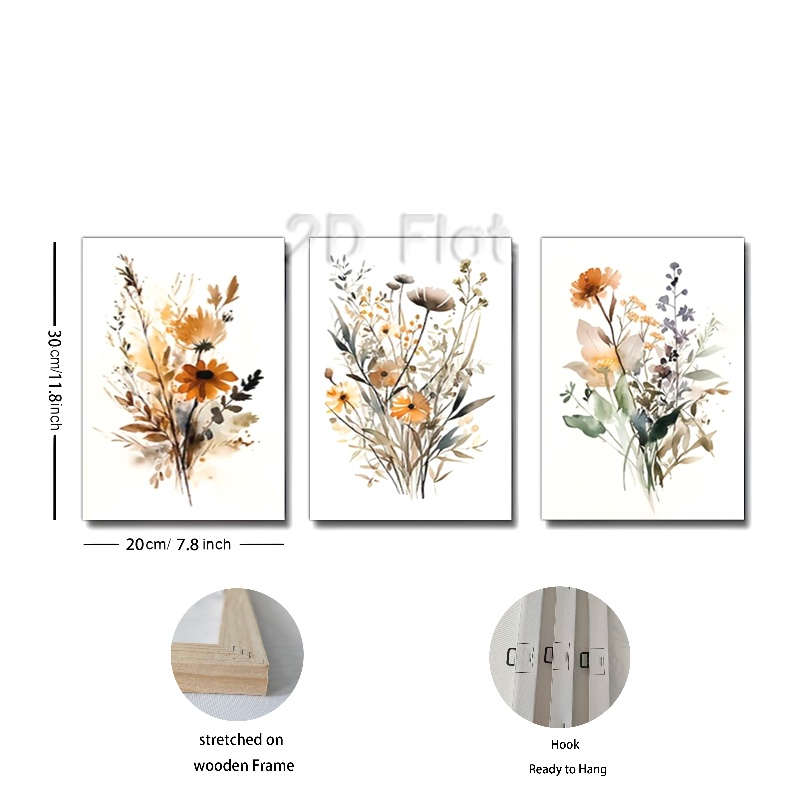 2D Flat
30cm/11.8inch
20cm/ 7.8 inch
stretched on
wooden Frame
Hook
Ready to Hang